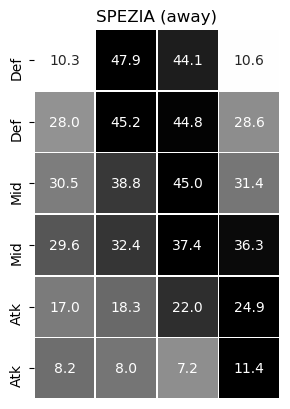 SPEZIA (away)
Def 10.3 47.9 44.1 10.6
Def 28.0 45.2 44.8 28.6
Mid 30.5 38.8 45.0 31.4
Mid 29.6 32.4 37.4 36.3
Atk 17.0 18.3 22.0 24.9
Atk 8.2 8.0 7.2 11.4